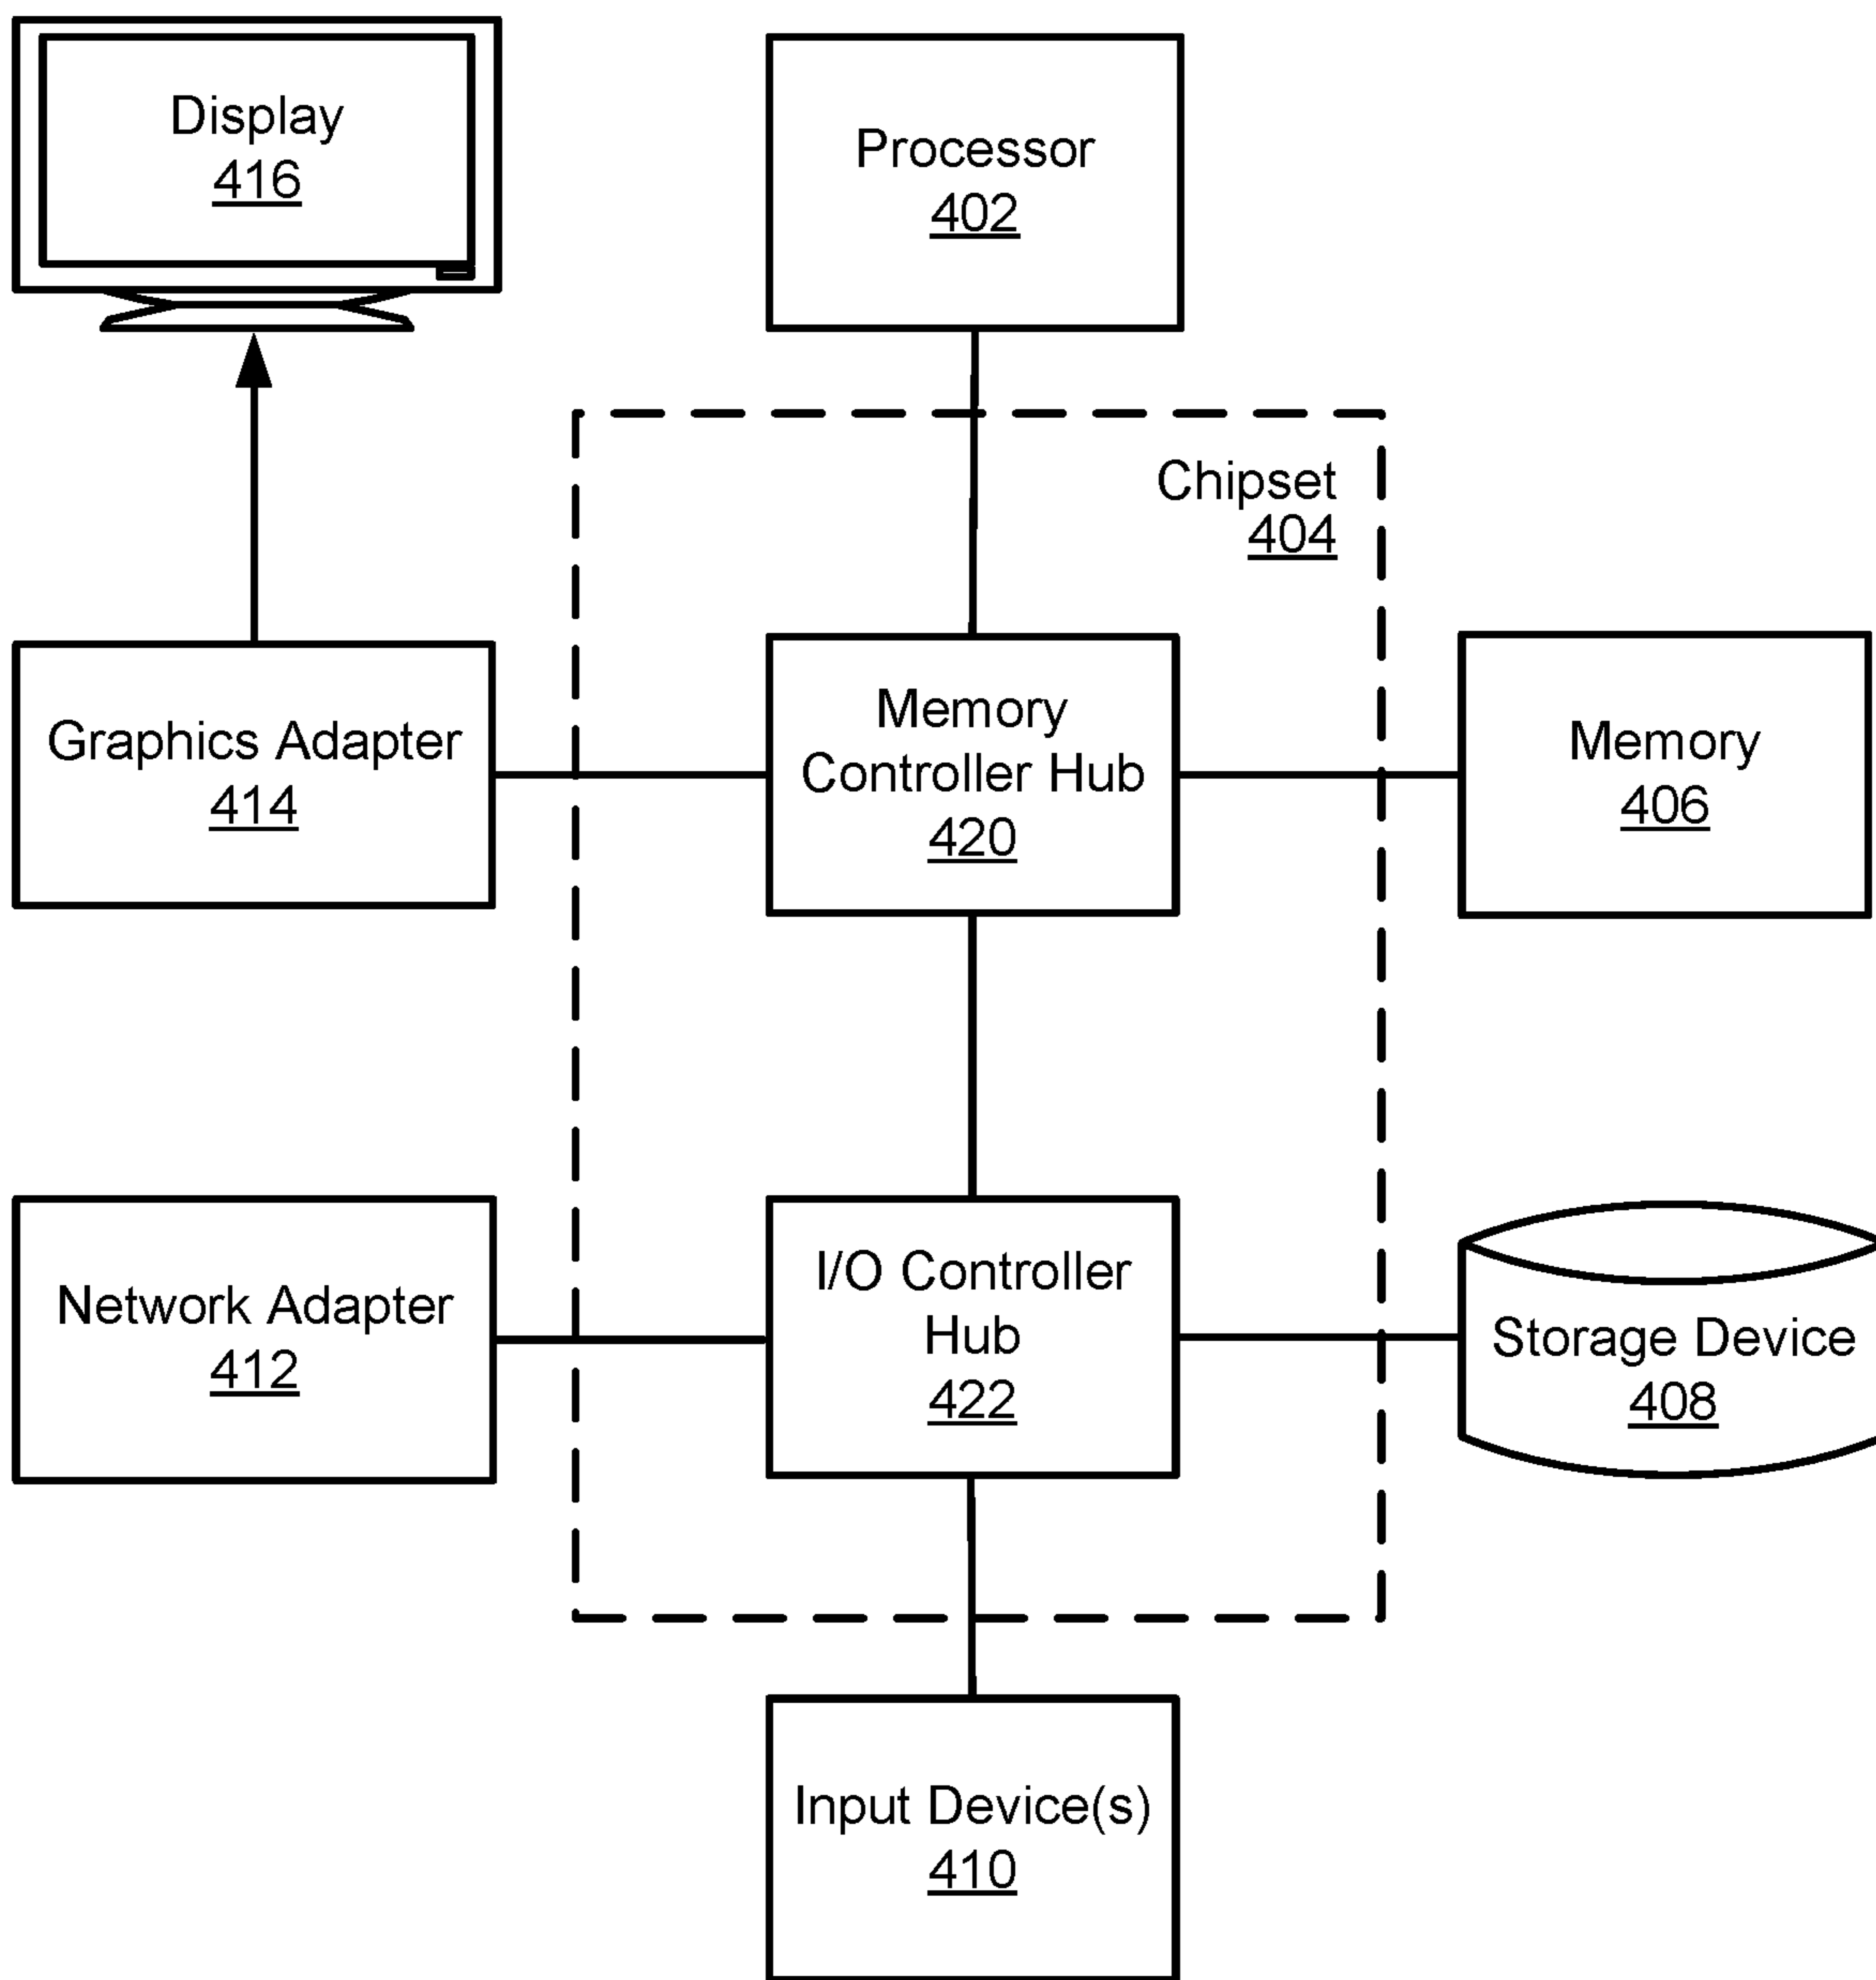 Display
416
Processor
402
Chipset
404
Graphics Adapter
414
Memory
Controller Hub
420
Memory
406
Network Adapter
412
I/O Controller
Hub
422
Storage Device
408
Input Device(s)
410